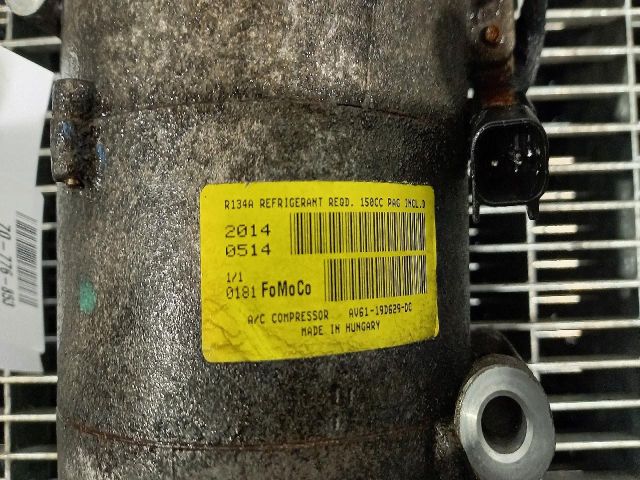 R134A REFRIGERANT REQD. 150CC PAG INCL.D
2014
0514
1/1
0181 FoMoCo
A/C COMPRESSOR AV61-19D629-DC
MADE IN HUNGARY